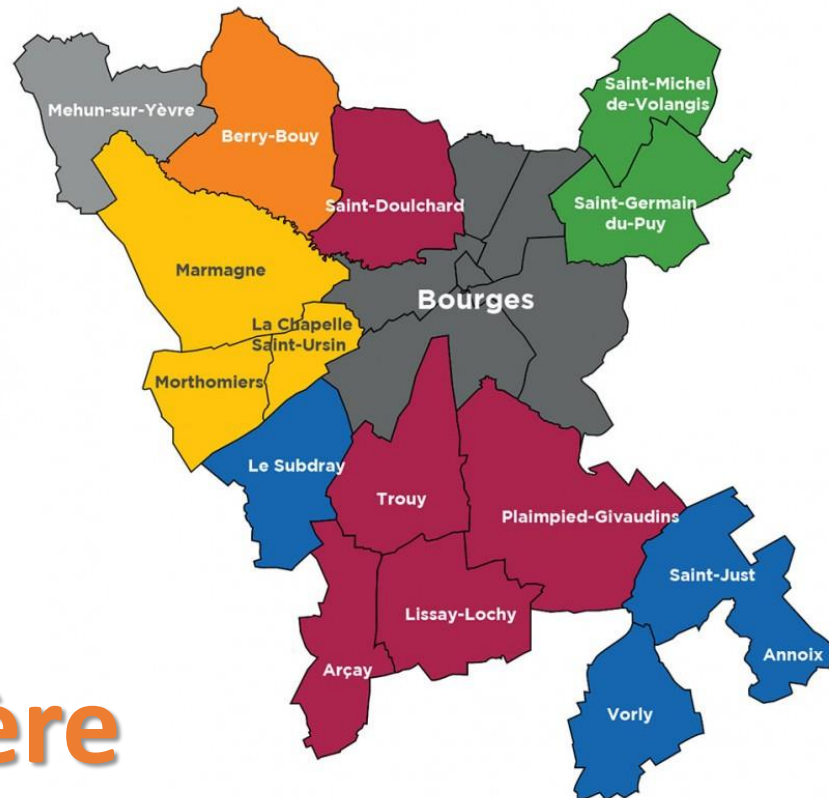 Saint-Michel
de-Volangis
Mehun-sur-Yèvre
Berry-Bouy
Saint-Doulchard
Saint-Germain
du-Puy
Marmagne
Bourges
La Chapelle
Saint-Ursin
Morthomiers
Le Subdray
Trouy
Plaimpied-Givaudins
Saint-Just
Lissay-Lochy
Annoix
Arçay
Vorly
ère